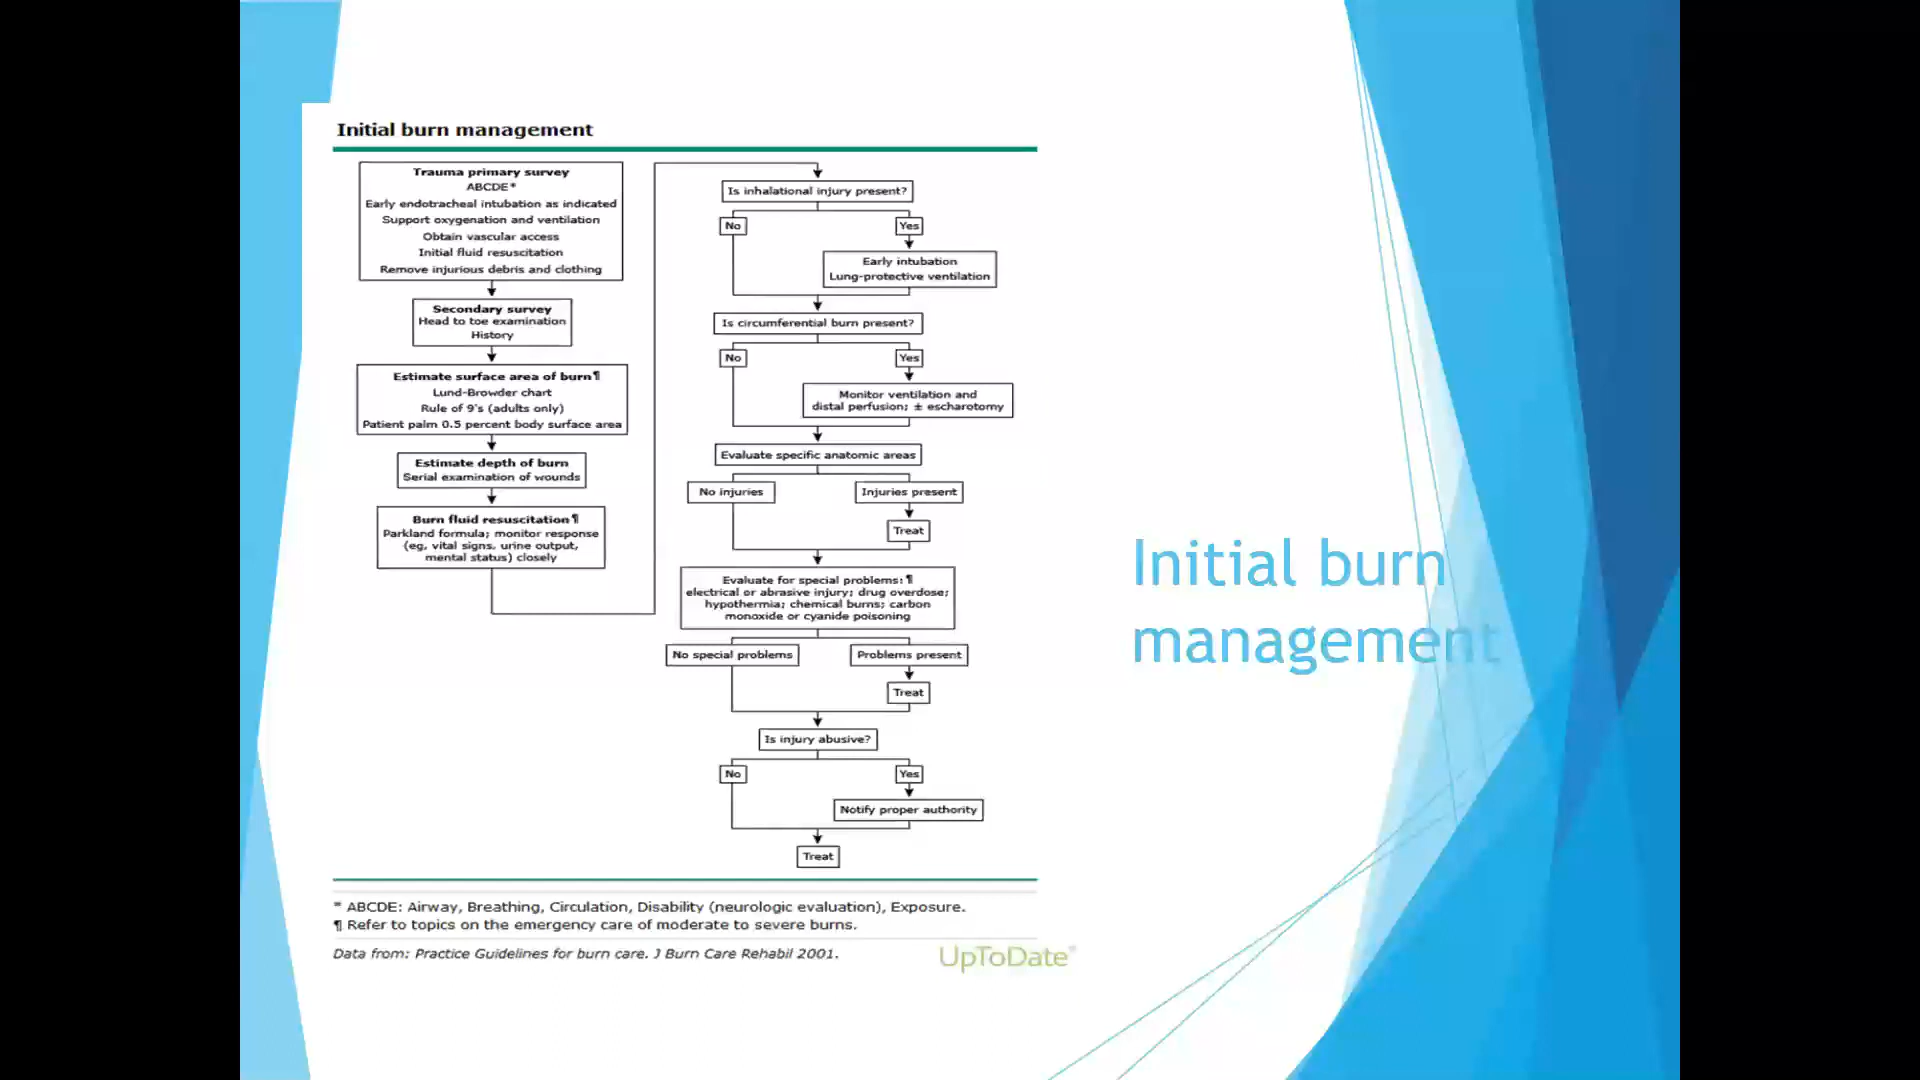 Initial burn management
Trauma primary survey
ABCDE*
Early endotracheal intubation as indicated
Support oxygenation and ventilation
Obtain vascular access
Initial fluid resuscitation
Remove injurious debris and clothing
Secondary survey
Head to toe examination
History
Estimate surface area of burn¶
Lund-Browder chart
Rule of 9's (adults only)
Patient palm 0.5 percent body surface area
Estimate depth of burn
Serial examination of wounds
Burn fluid resuscitation¶
Parkland formula; monitor response
(eg, vital signs, urine output,
mental status) closely
Is inhalational injury present?
No
Yes
Early intubation
Lung-protective ventilation
Is circumferential burn present?
No
Yes
Monitor ventilation and
distal perfusion; ± escharotomy
Evaluate specific anatomic areas
No injuries
Injuries present
Treat
Evaluate for special problems:¶
electrical or abrasive injury; drug overdose;
hypothermia; chemical burns; carbon
monoxide or cyanide poisoning
No special problems
Problems present
Treat
Is injury abusive?
No
Yes
Notify proper authority
Treat
* ABCDE: Airway, Breathing, Circulation, Disability (neurologic evaluation), Exposure.
¶ Refer to topics on the emergency care of moderate to severe burns.
Data from: Practice Guidelines for burn care. J Burn Care Rehabil 2001.
UpToDate®
Initial burn
management